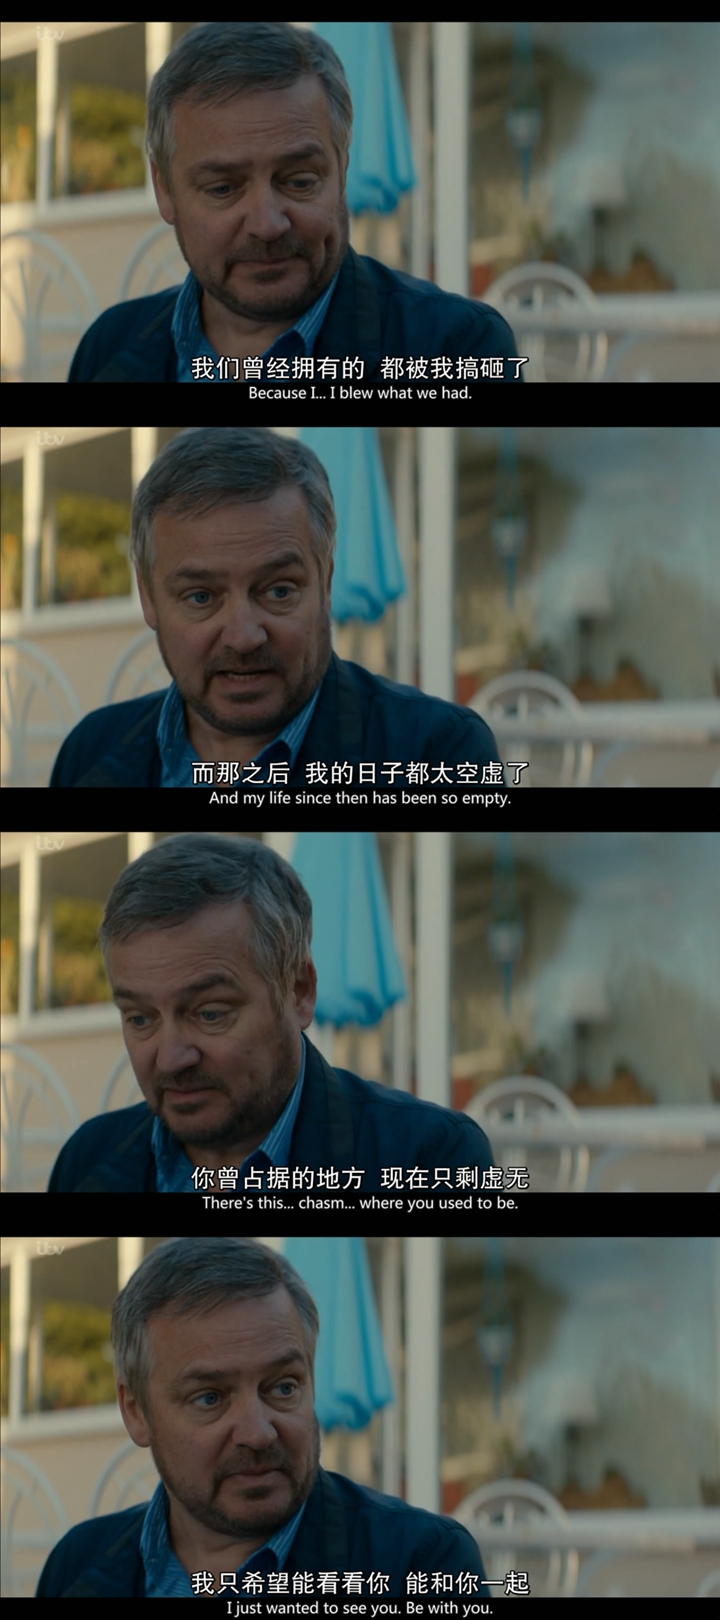 itv
我们曾经拥有的 都被我搞砸了
Because I... I blew what we had.
itv
而那之后 我的日子都太空虚了
And my life since then has been so empty.
itv
你曾占据的地方 现在只剩虚无
There's this... chasm... where you used to be.
itv
我只希望能看看你 能和你一起
I just wanted to see you. Be with you.